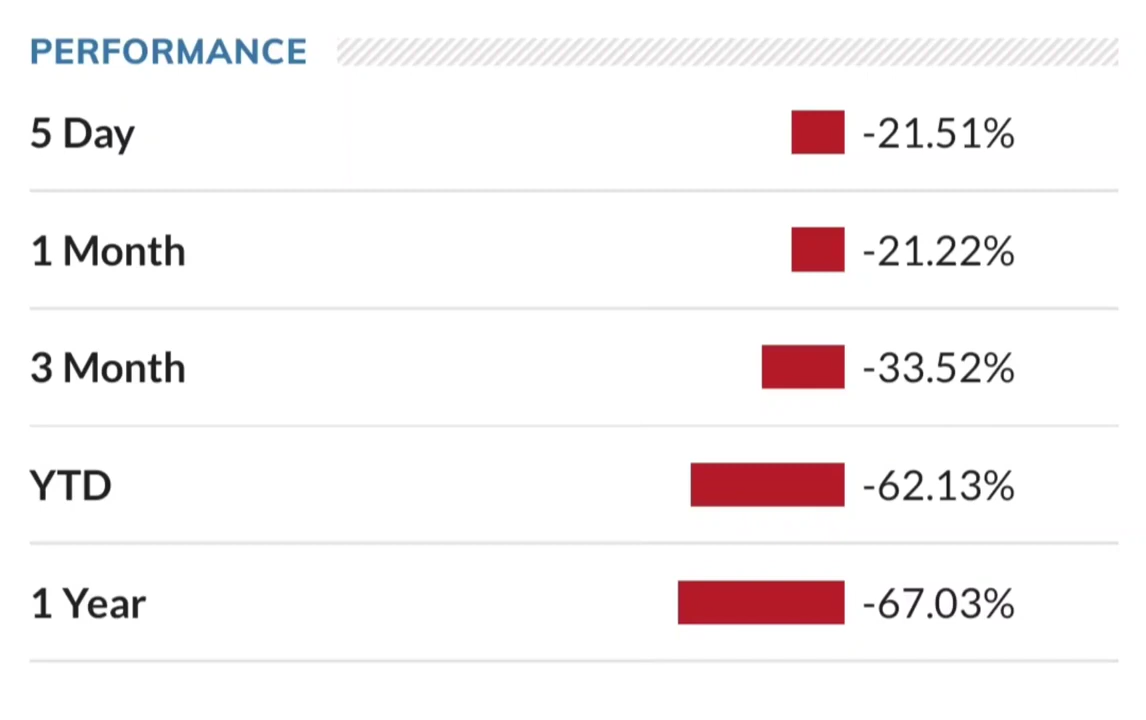 PERFORMANCE
5 Day -21.51%
1 Month -21.22%
3 Month -33.52%
YTD -62.13%
1 Year -67.03%